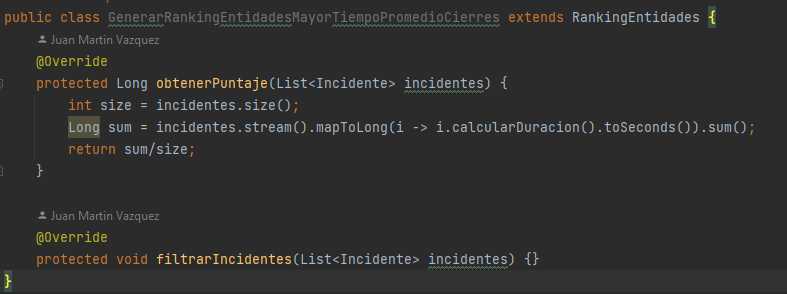 public class GenerarRankingEntidadesMayorTiempoPromedioCierres extends RankingEntidades {
Juan Martin Vazquez
@Override
protected Long obtenerPuntaje(List<Incidente> incidentes) {
int size = incidentes.size();
Long sum = incidentes.stream().mapToLong(i -> i.calcularDuracion().toSeconds()).sum();
return sum/size;
}
Juan Martin Vazquez
@Override
protected void filtrarIncidentes(List<Incidente> incidentes) {}
}